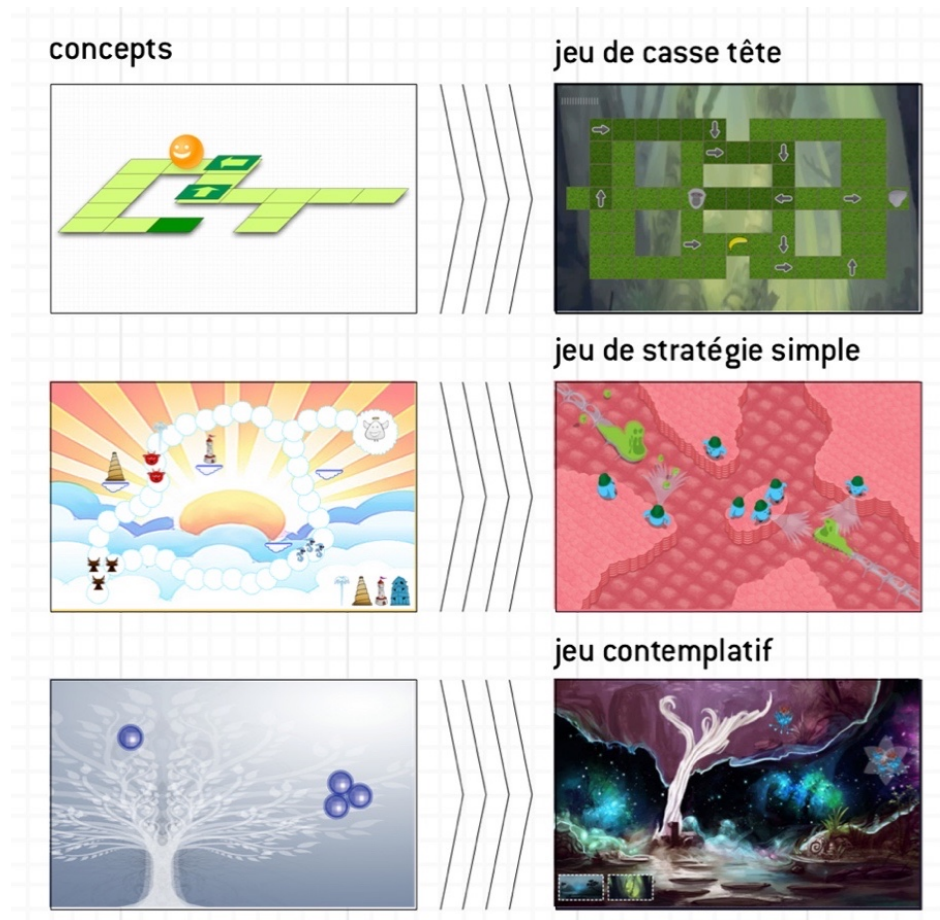 concepts
jeu de casse tête
jeu de stratégie simple
jeu contemplatif